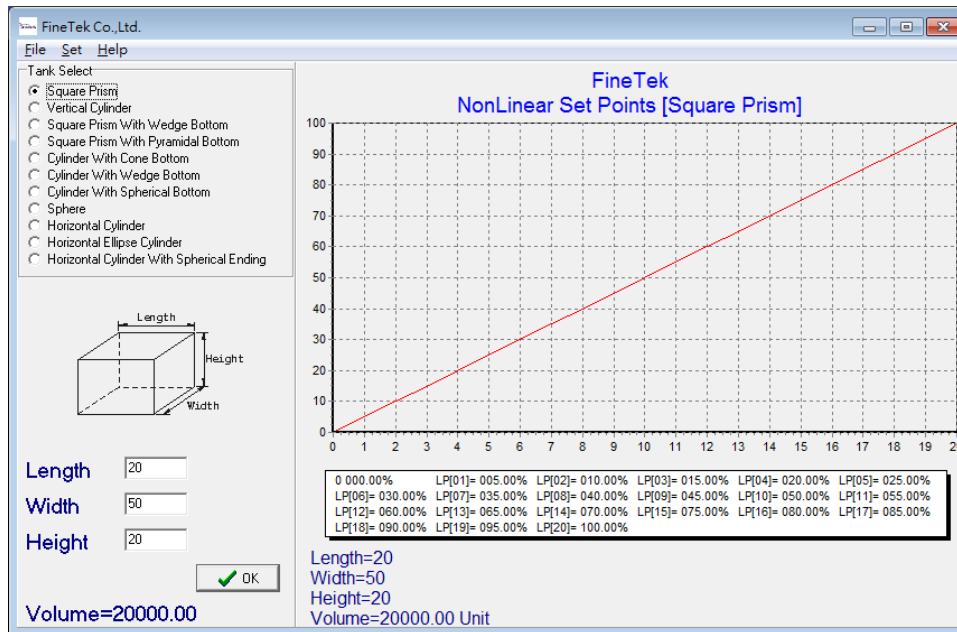 FineTek Co.,Ltd.
File Set Help
Tank Select
Square Prism
Vertical Cylinder
Square Prism With Wedge Bottom
Square Prism With Pyramidal Bottom
Cylinder With Cone Bottom
Cylinder With Wedge Bottom
Cylinder With Spherical Bottom
Sphere
Horizontal Cylinder
Horizontal Ellipse Cylinder
Horizontal Cylinder With Spherical Ending
Length
Height
Width
Length 20
Width 50
Height 20
OK
Volume=20000.00
FineTek
NonLinear Set Points [Square Prism]
100
90
80
70
60
50
40
30
20
10
0
0 1 2 3 4 5 6 7 8 9 10 11 12 13 14 15 16 17 18 19 20
0 000.00% LP[01]= 005.00% LP[02]= 010.00% LP[03]= 015.00% LP[04]= 020.00% LP[05]= 025.00%
LP[06]= 030.00% LP[07]= 035.00% LP[08]= 040.00% LP[09]= 045.00% LP[10]= 050.00% LP[11]= 055.00%
LP[12]= 060.00% LP[13]= 065.00% LP[14]= 070.00% LP[15]= 075.00% LP[16]= 080.00% LP[17]= 085.00%
LP[18]= 090.00% LP[19]= 095.00% LP[20]= 100.00%
Length=20
Width=50
Height=20
Volume=20000.00 Unit